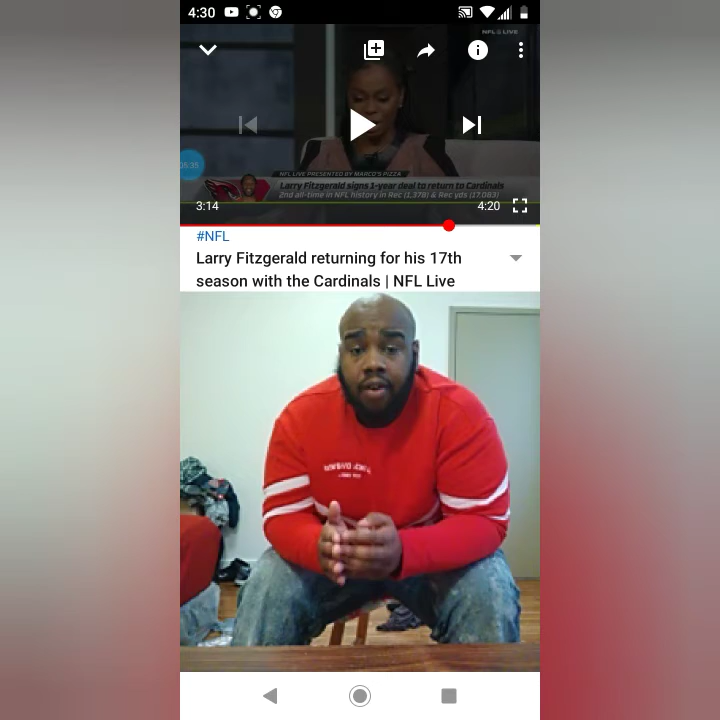 4:30
NFL LIVE
05:35
NFL LIVE PRESENTED BY MARCO'S PIZZA
Larry Fitzgerald signs 1-year deal to return to Cardinals
2nd all-time in NFL history in Rec (1,378) & Rec yds (17,083)
3:14
4:20
#NFL
Larry Fitzgerald returning for his 17th
season with the Cardinals | NFL Live